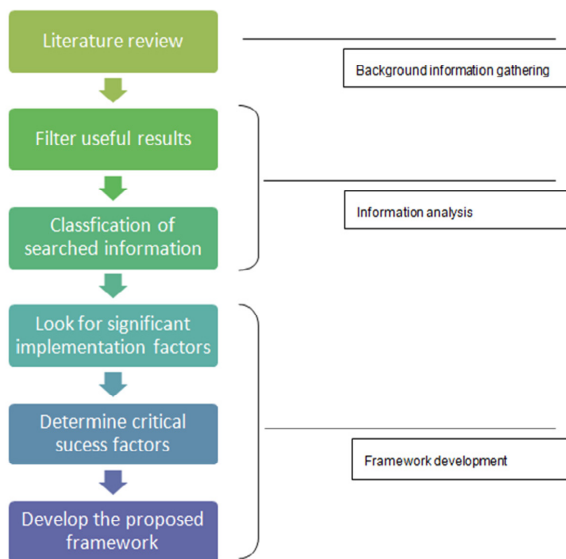 Literature review
Background information gathering
Filter useful results
Classfication of
searched information
Information analysis
Look for significant
implementation factors
Determine critical
sucess factors
Framework development
Develop the proposed
framework